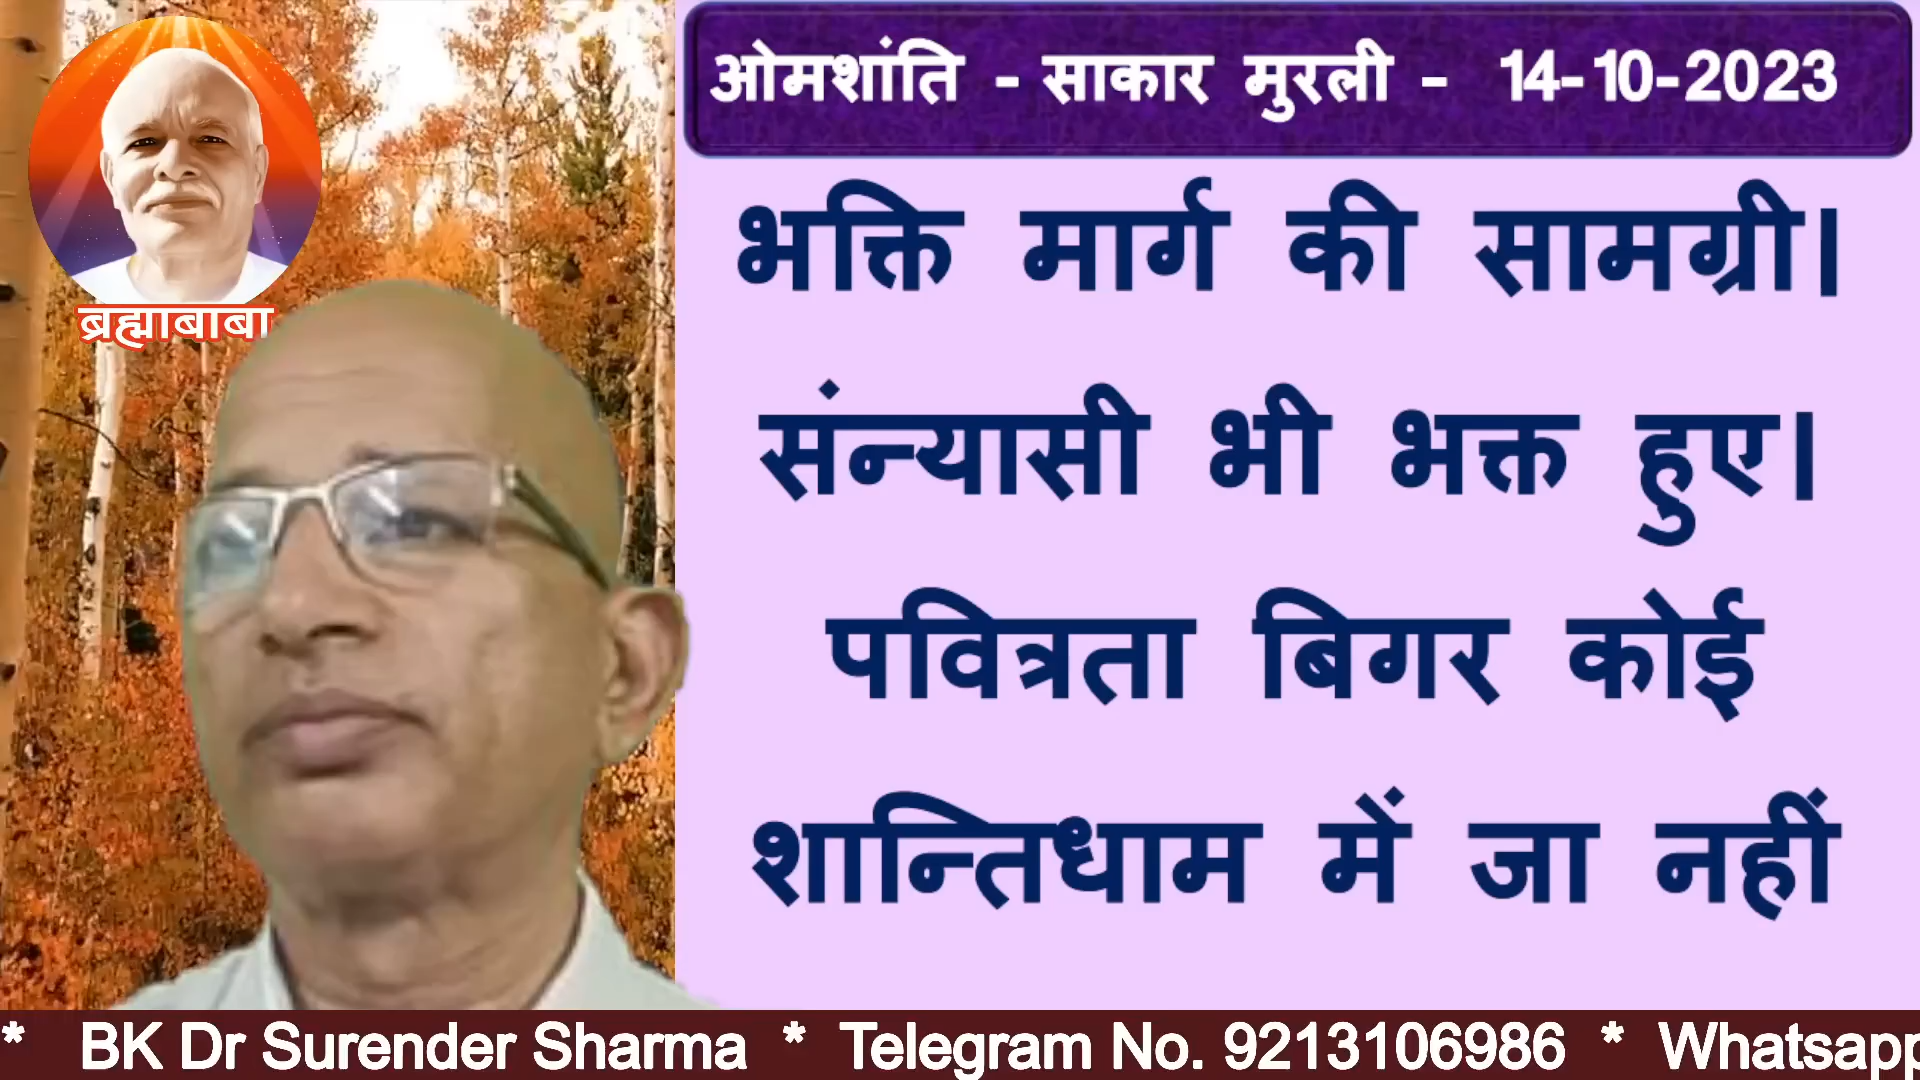 ओमशांति - साकार मुरली - 14-10-2023
भक्ति मार्ग की सामग्री।
संन्यासी भी भक्त हुए।
पवित्रता बिगर कोई
शान्तिधाम में जा नहीं
ब्रह्माबाबा
* BK Dr Surender Sharma * Telegram No. 9213106986 * Whatsapp